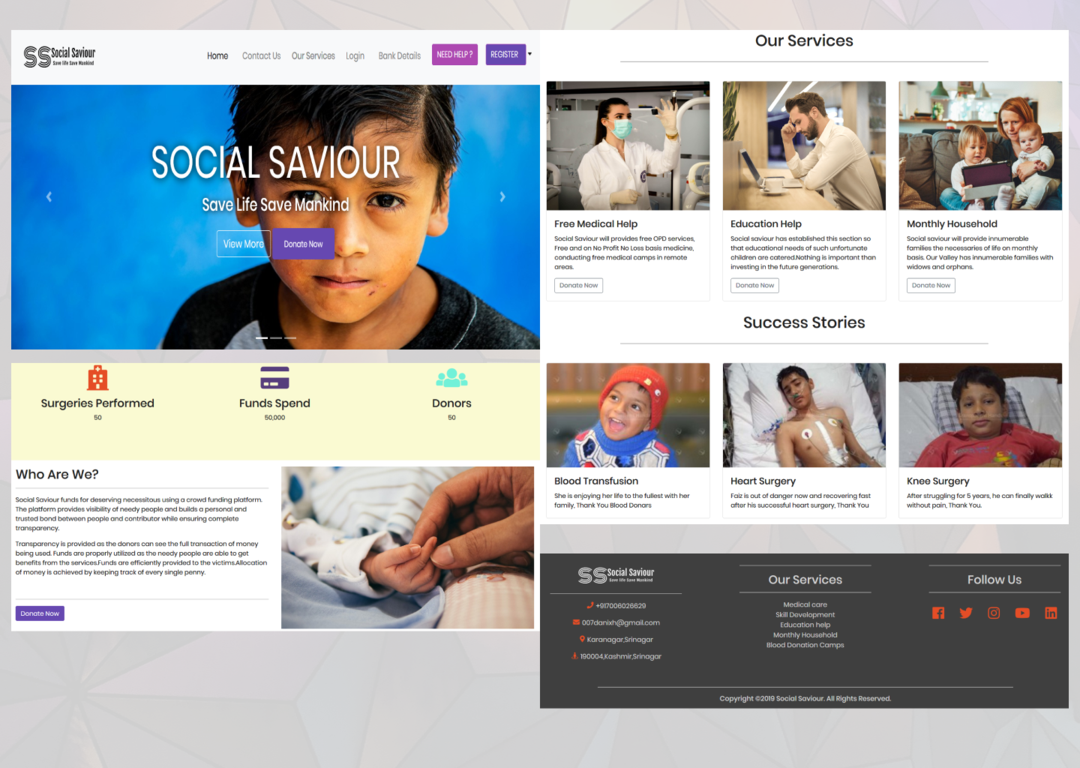 SS Social Saviour
Save life Save Mankind
Home Contact Us Our Services Login Bank Details NEED HELP ? REGISTER
SOCIAL SAVIOUR
Save Life Save Mankind
View More Donate Now
Surgeries Performed
50
Funds Spend
50,000
Donors
50
Who Are We?
Social Saviour funds for deserving necessitous using a crowd funding platform.
The platform provides visibility of needy people and builds a personal and
trusted bond between people and contributor while ensuring complete
transparency.
Transparency is provided as the donors can see the full transaction of money
being used. Funds are properly utilized as the needy people are able to get
benefits from the services.Funds are efficiently provided to the victims.Allocation
of money is achieved by keeping track of every single penny.
Donate Now
Our Services
Free Medical Help
Social Saviour will provides free OPD services,
Free and on No Profit No Loss basis medicine,
conducting free medical camps in remote
areas.
Donate Now
Education Help
Social saviour has established this section so
that educational needs of such unfortunate
children are catered.Nothing is important than
investing in the future generations.
Donate Now
Monthly Household
Social saviour will provide innumerable
families the necessaries of life on monthly
basis. Our Valley has innumerable families with
widows and orphans.
Donate Now
Success Stories
Blood Transfusion
She is enjoying her life to the fullest with her
family, Thank You Blood Donars
Heart Surgery
Faiz is out of danger now and recovering fast
after his successful heart surgery, Thank You
Knee Surgery
After struggling for 5 years, he can finally walkk
without pain, Thank You.
SS Social Saviour
Save life Save Mankind
+917006026629
007danixh@gmail.com
Karanagar,Srinagar
190004,Kashmir,Srinagar
Our Services
Medical care
Skill Development
Education help
Monthly Household
Blood Donation Camps
Follow Us
Copyright ©2019 Social Saviour. All Rights Reserved.